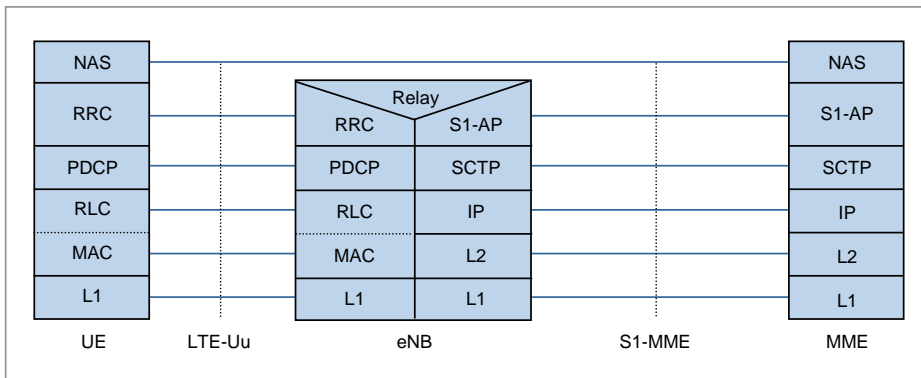 NAS
RRC
PDCP
RLC
MAC
L1
UE
LTE-Uu
Relay
RRC S1-AP
PDCP SCTP
RLC IP
MAC L2
L1 L1
eNB
S1-MME
NAS
S1-AP
SCTP
IP
L2
L1
MME